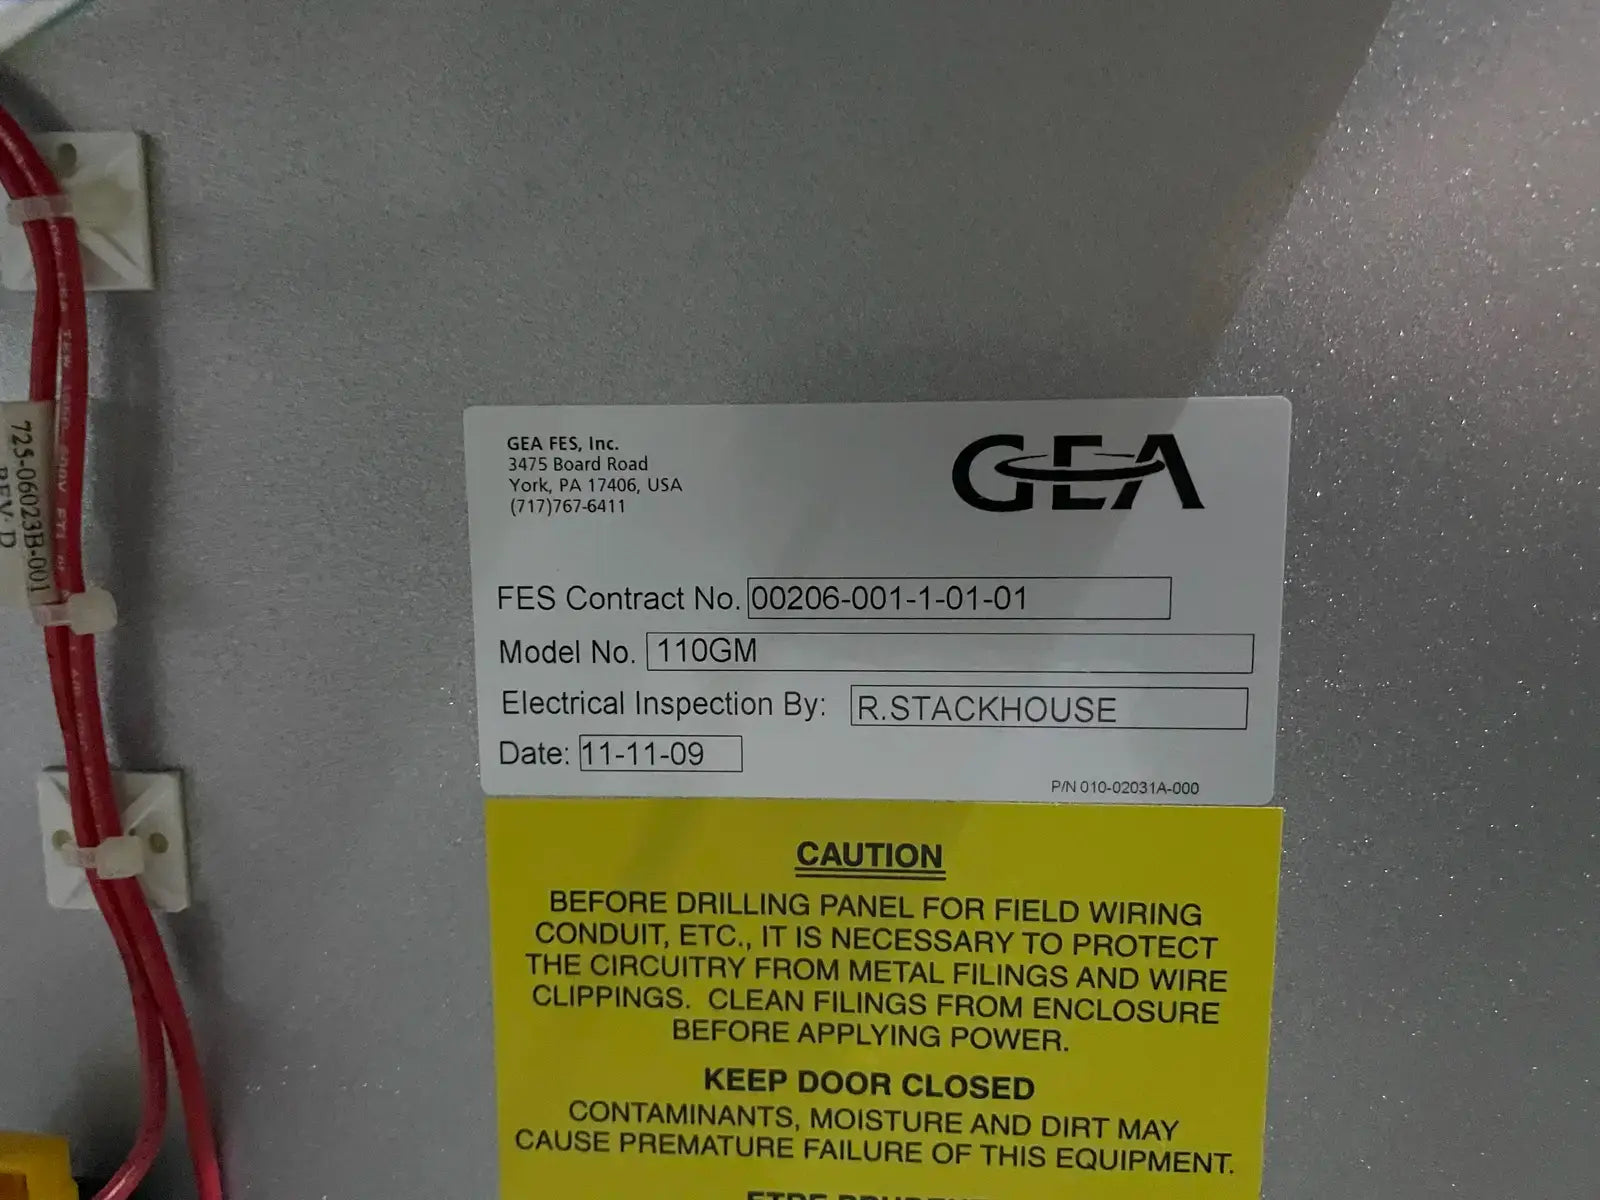 GEA FES, Inc.
3475 Board Road
York, PA 17406, USA
(717)767-6411
GEA
FES Contract No. 00206-001-1-01-01
Model No. 110GM
Electrical Inspection By: R.STACKHOUSE
Date: 11-11-09
P/N 010-02031A-000
CAUTION
BEFORE DRILLING PANEL FOR FIELD WIRING
CONDUIT, ETC., IT IS NECESSARY TO PROTECT
THE CIRCUITRY FROM METAL FILINGS AND WIRE
CLIPPINGS. CLEAN FILINGS FROM ENCLOSURE
BEFORE APPLYING POWER.
KEEP DOOR CLOSED
CONTAMINANTS, MOISTURE AND DIRT MAY
CAUSE PREMATURE FAILURE OF THIS EQUIPMENT.
725-06023B-001
REV D